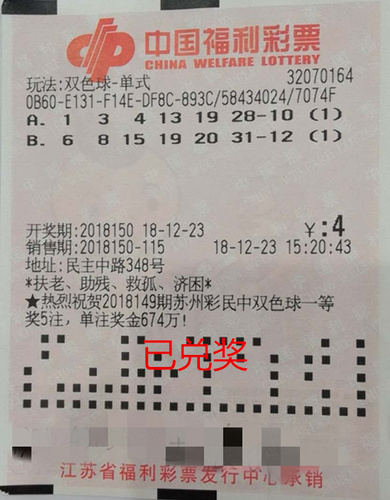 中国福利彩票
CHINA WELFARE LOTTERY
玩法:双色球-单式 32070164
0B60-E131-F14E-DF8C-893C/58434024/7074F
A. 1 3 4 13 19 28-10 (1)
B. 6 8 15 19 20 31-12 (1)
开奖期:2018150 18-12-23 ¥:4
销售期:2018150-115 18-12-23 15:20:43
地址:民主中路348号
*扶老、助残、救孤、济困*
★热烈祝贺2018149期苏州彩民中双色球一等
奖5注，单注奖金674万!
已兑奖
江苏省福利彩票发行中心承销